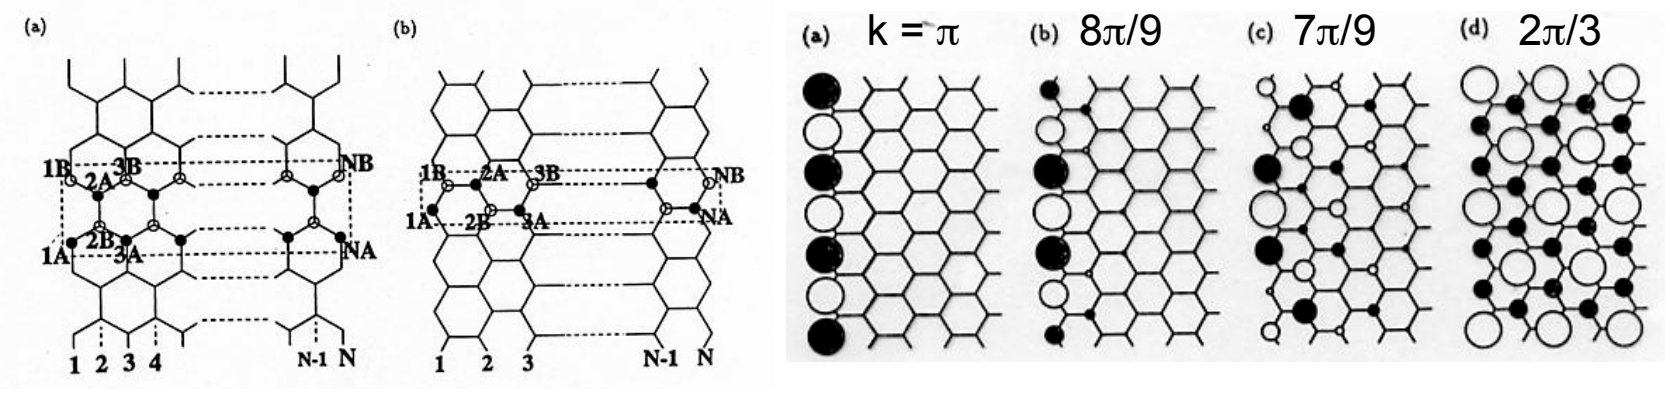 (a)
1B 3B NB
2A
2B
1A 3A NA
1 2 3 4 N-1 N
(b)
1B 2A 3B NB
1A 2B 3A NA
1 2 3 N-1 N
(a) k = π
(b) 8π/9
(c) 7π/9
(d) 2π/3